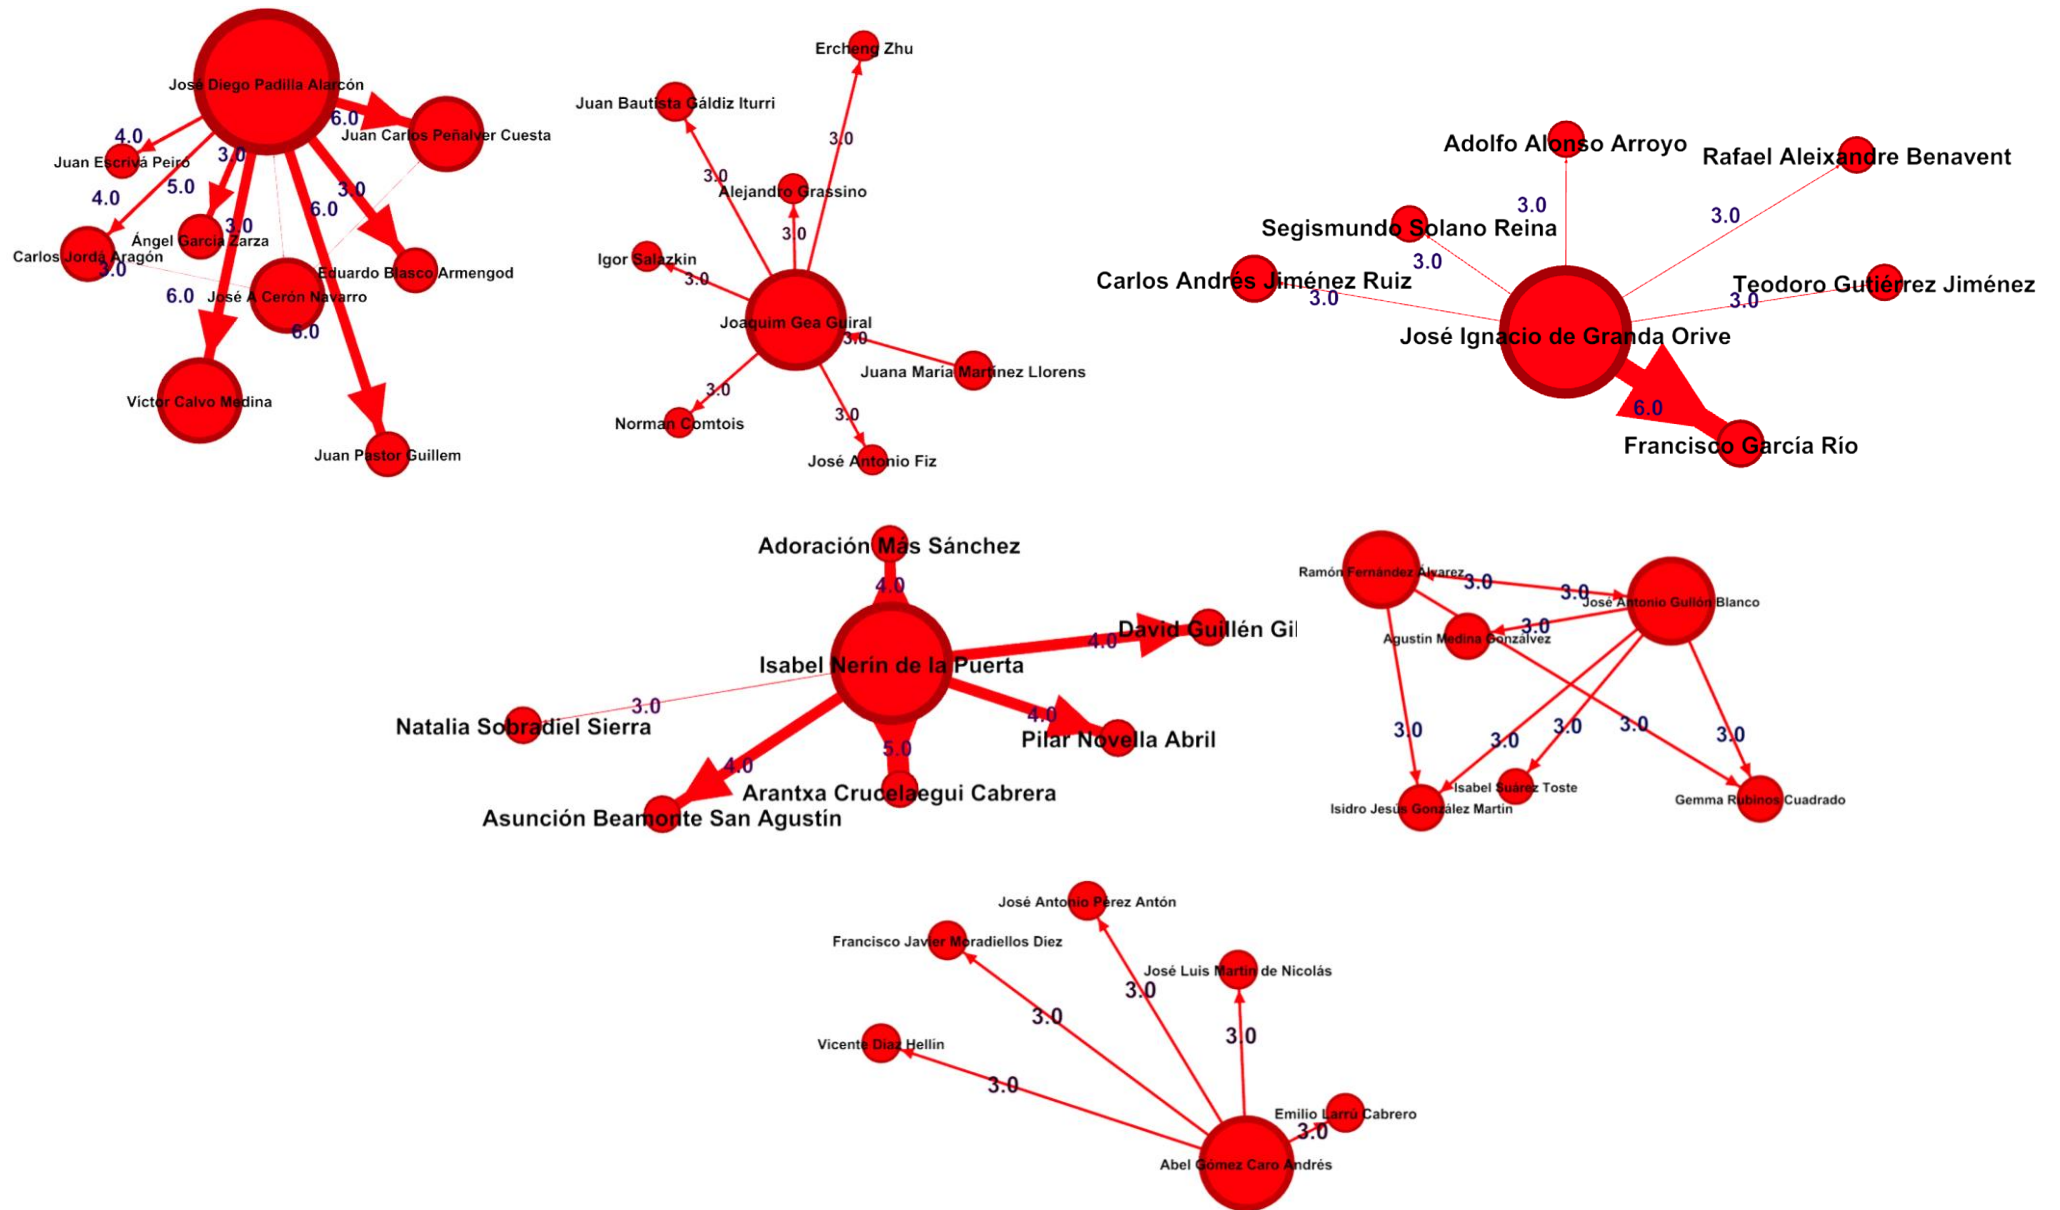 José Diego Padilla Alarcón
6.0
Juan Carlos Peñalver Cuesta
4.0
Juan Escrivá Peiró
3.0
5.0
4.0
3.0
6.0
3.0
Ángel García Zarza
Carlos Jordá Aragón
3.0
Eduardo Blasco Armengod
6.0
José A Cerón Navarro
6.0
Víctor Calvo Medina
Juan Pastor Guillem
Ercheng Zhu
Juan Bautista Gáldiz Iturri
3.0
3.0
Alejandro Grassino
3.0
Igor Salazkin
3.0
Joaquim Gea Guiral
3.0
Juana María Martínez Llorens
3.0
Norman Comtois
3.0
José Antonio Fiz
Adolfo Alonso Arroyo
Rafael Aleixandre Benavent
3.0
3.0
Segismundo Solano Reina
3.0
Carlos Andrés Jiménez Ruiz
3.0
Teodoro Gutiérrez Jiménez
3.0
José Ignacio de Granda Orive
6.0
Francisco García Río
Adoración Más Sánchez
4.0
David Guillén Gil
4.0
Isabel Nerín de la Puerta
3.0
Natalia Sobradiel Sierra
4.0
Pilar Novella Abril
5.0
4.0
Arantxa Crucelaegui Cabrera
Asunción Beamonte San Agustín
Ramón Fernández Álvarez
3.0
3.0
José Antonio Gullón Blanco
3.0
Agustín Medina Gonzálvez
3.0
3.0
3.0
3.0
3.0
Isabel Suárez Toste
Isidro Jesús González Martín
Gemma Rubinos Cuadrado
José Antonio Pérez Antón
Francisco Javier Moradiellos Díez
José Luis Martín de Nicolás
3.0
3.0
3.0
Vicente Díaz Hellín
3.0
Emilio Larrú Cabrero
3.0
Abel Gómez Caro Andrés